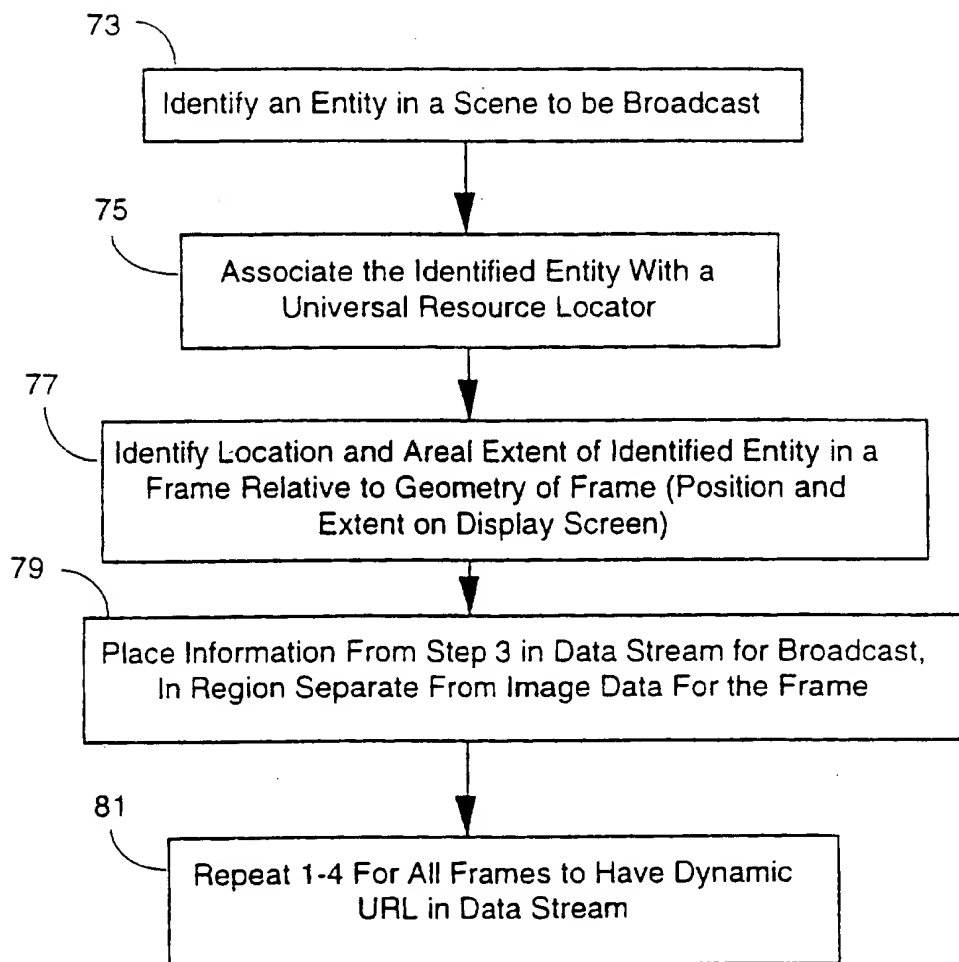 73
Identify an Entity in a Scene to be Broadcast
75
Associate the Identified Entity With a
Universal Resource Locator
77
Identify Location and Areal Extent of Identified Entity in a
Frame Relative to Geometry of Frame (Position and
Extent on Display Screen)
79
Place Information From Step 3 in Data Stream for Broadcast,
In Region Separate From Image Data For the Frame
81
Repeat 1-4 For All Frames to Have Dynamic
URL in Data Stream